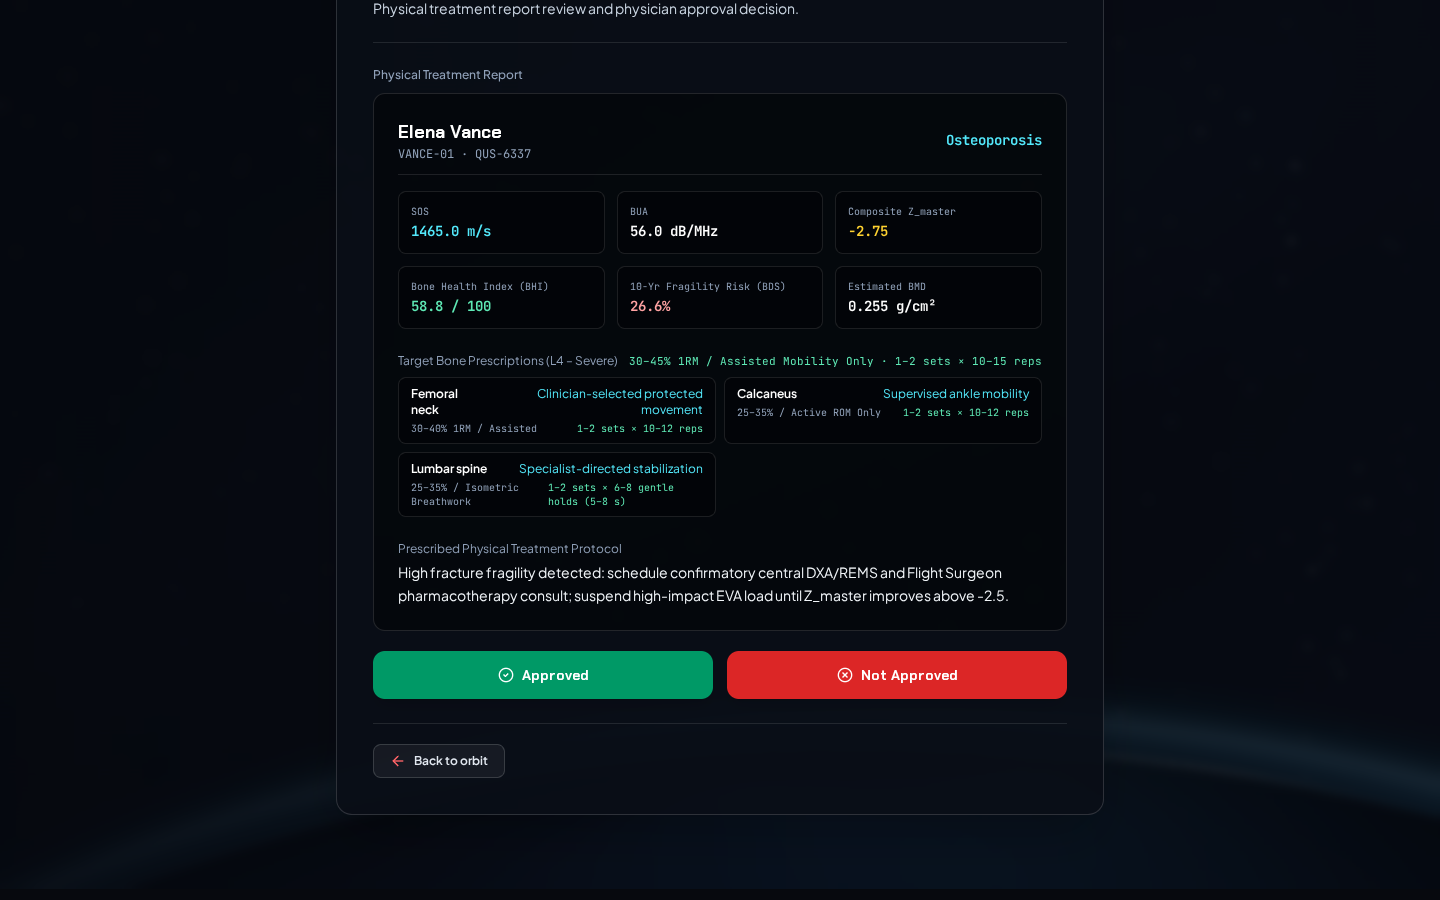 Physical treatment report review and physician approval decision.
Physical Treatment Report
Elena Vance
VANCE-01 · QUS-6337
Osteoporosis
SOS
1465.0 m/s
BUA
56.0 dB/MHz
Composite Z_master
-2.75
Bone Health Index (BHI)
58.8 / 100
10-Yr Fragility Risk (BDS)
26.6%
Estimated BMD
0.255 g/cm²
Target Bone Prescriptions (L4 – Severe)
30–45% 1RM / Assisted Mobility Only · 1–2 sets × 10–15 reps
Femoral
neck
Clinician-selected protected
movement
30–40% 1RM / Assisted
1–2 sets × 10–12 reps
Calcaneus
Supervised ankle mobility
25–35% / Active ROM Only
1–2 sets × 10–12 reps
Lumbar spine
Specialist-directed stabilization
25–35% / Isometric
Breathwork
1–2 sets × 6–8 gentle
holds (5–8 s)
Prescribed Physical Treatment Protocol
High fracture fragility detected: schedule confirmatory central DXA/REMS and Flight Surgeon
pharmacotherapy consult; suspend high-impact EVA load until Z_master improves above -2.5.
Approved
Not Approved
Back to orbit